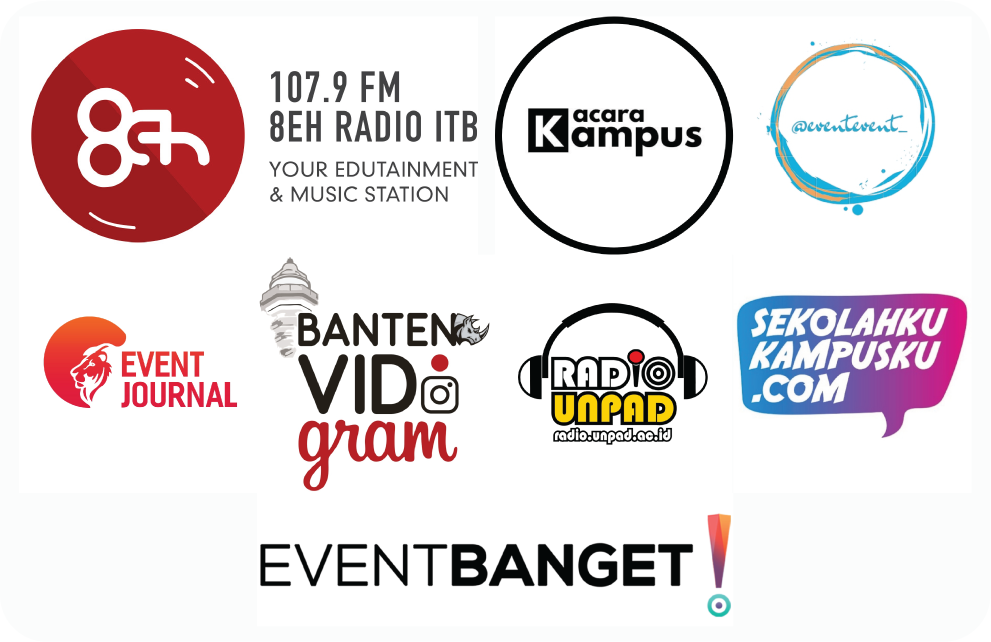 8eh
107.9 FM
8EH RADIO ITB
YOUR EDUTAINMENT
& MUSIC STATION
acara
Kampus
@eventevent_
EVENT
JOURNAL
BANTEN
VIDI
gram
RADIO
UNPAD
radio.unpad.ac.id
SEKOLAHKU
KAMPUSKU
.COM
EVENTBANGET!